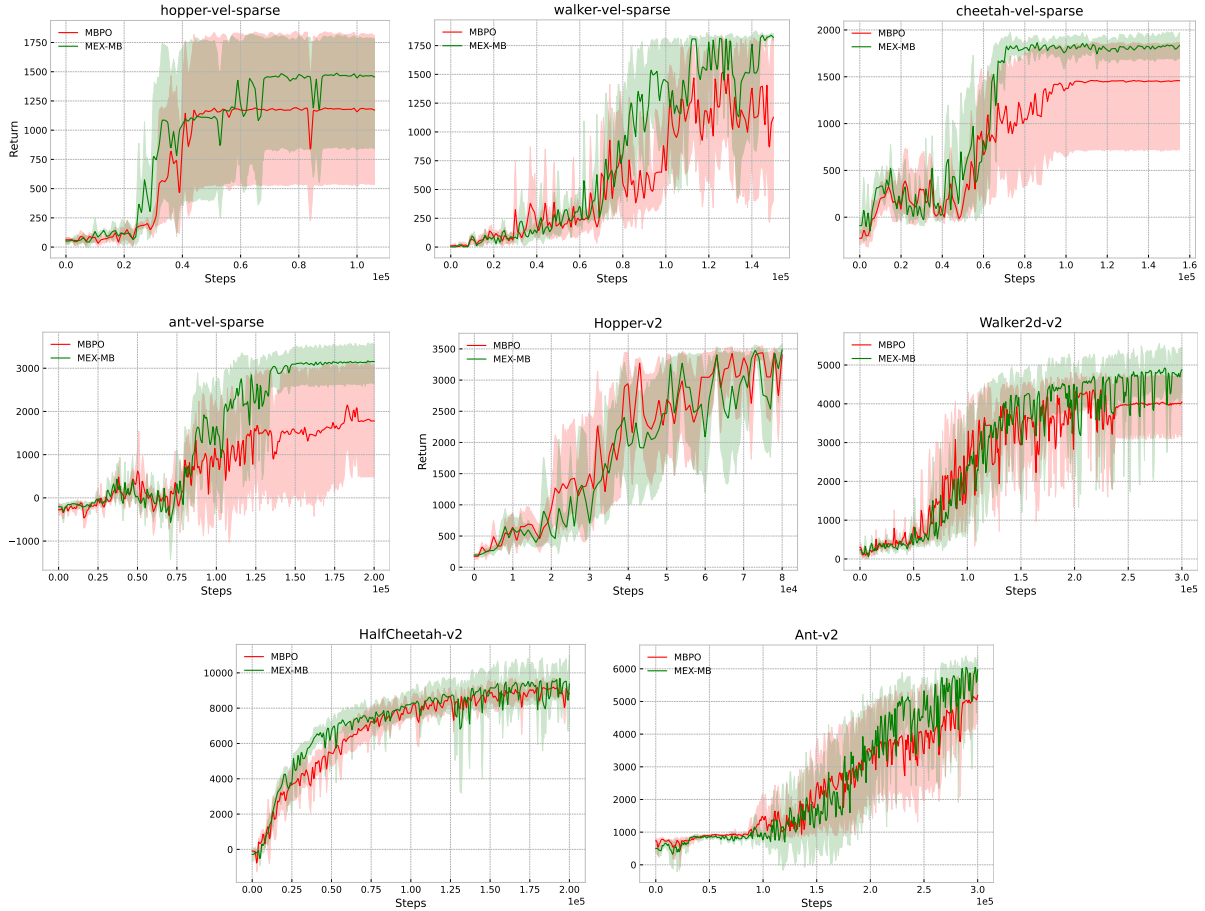 hopper-vel-sparse
MBPO
MEX-MB
Return
1750
1500
1250
1000
750
500
250
0
0.0 0.2 0.4 0.6 0.8 1.0
1e5
Steps
walker-vel-sparse
MBPO
MEX-MB
1750
1500
1250
1000
750
500
250
0
0.0 0.2 0.4 0.6 0.8 1.0 1.2 1.4
1e5
Steps
cheetah-vel-sparse
MBPO
MEX-MB
2000
1500
1000
500
0
0.0 0.2 0.4 0.6 0.8 1.0 1.2 1.4 1.6
1e5
Steps
ant-vel-sparse
MBPO
MEX-MB
3000
2000
1000
0
−1000
0.00 0.25 0.50 0.75 1.00 1.25 1.50 1.75 2.00
1e5
Steps
Hopper-v2
MBPO
MEX-MB
Return
3500
3000
2500
2000
1500
1000
500
0
0 1 2 3 4 5 6 7 8
1e4
Steps
Walker2d-v2
MBPO
MEX-MB
5000
4000
3000
2000
1000
0
0.0 0.5 1.0 1.5 2.0 2.5 3.0
1e5
Steps
HalfCheetah-v2
MBPO
MEX-MB
10000
8000
6000
4000
2000
0
0.00 0.25 0.50 0.75 1.00 1.25 1.50 1.75 2.00
1e5
Steps
Ant-v2
MBPO
MEX-MB
6000
5000
4000
3000
2000
1000
0
0.0 0.5 1.0 1.5 2.0 2.5 3.0
1e5
Steps